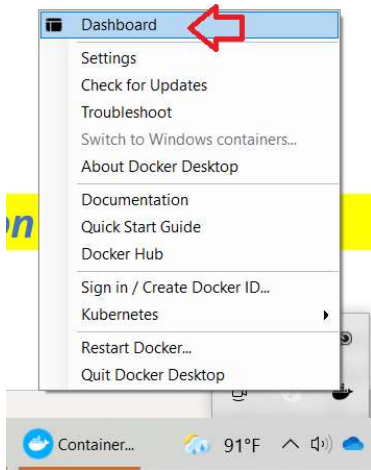 Dashboard
Settings
Check for Updates
Troubleshoot
Switch to Windows containers...
About Docker Desktop
Documentation
on
Quick Start Guide
Docker Hub
Sign in / Create Docker ID...
Kubernetes
Restart Docker...
Quit Docker Desktop
Container... 91°F